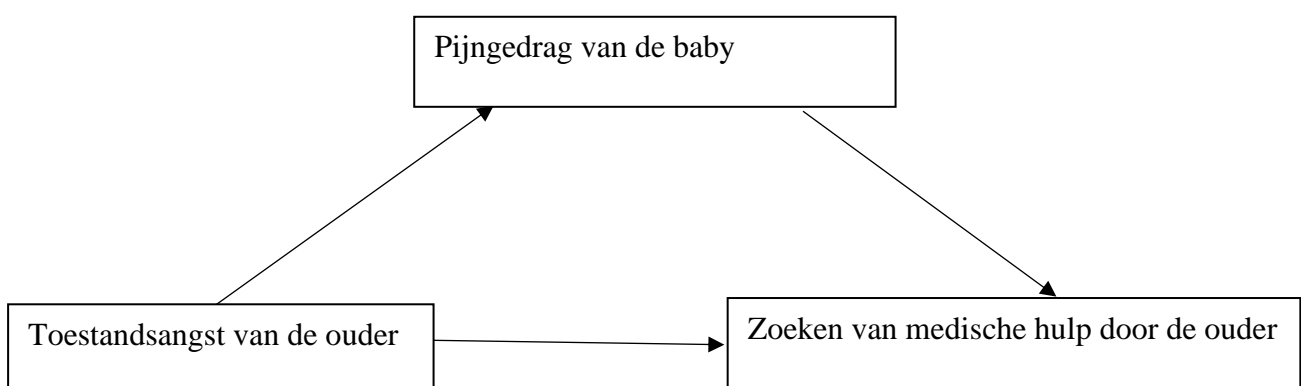 Pijngedrag van de baby
Toestandsangst van de ouder
Zoeken van medische hulp door de ouder